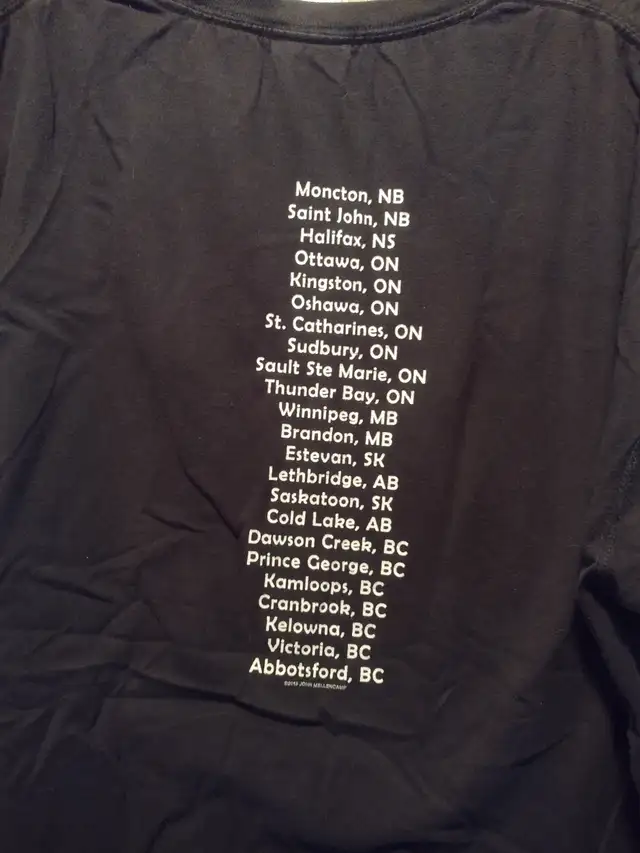 Moncton, NB
Saint John, NB
Halifax, NS
Ottawa, ON
Kingston, ON
Oshawa, ON
St. Catharines, ON
Sudbury, ON
Sault Ste Marie, ON
Thunder Bay, ON
Winnipeg, MB
Brandon, MB
Estevan, SK
Lethbridge, AB
Saskatoon, SK
Cold Lake, AB
Dawson Creek, BC
Prince George, BC
Kamloops, BC
Cranbrook, BC
Kelowna, BC
Victoria, BC
Abbotsford, BC
JOHN MELLENCAMP